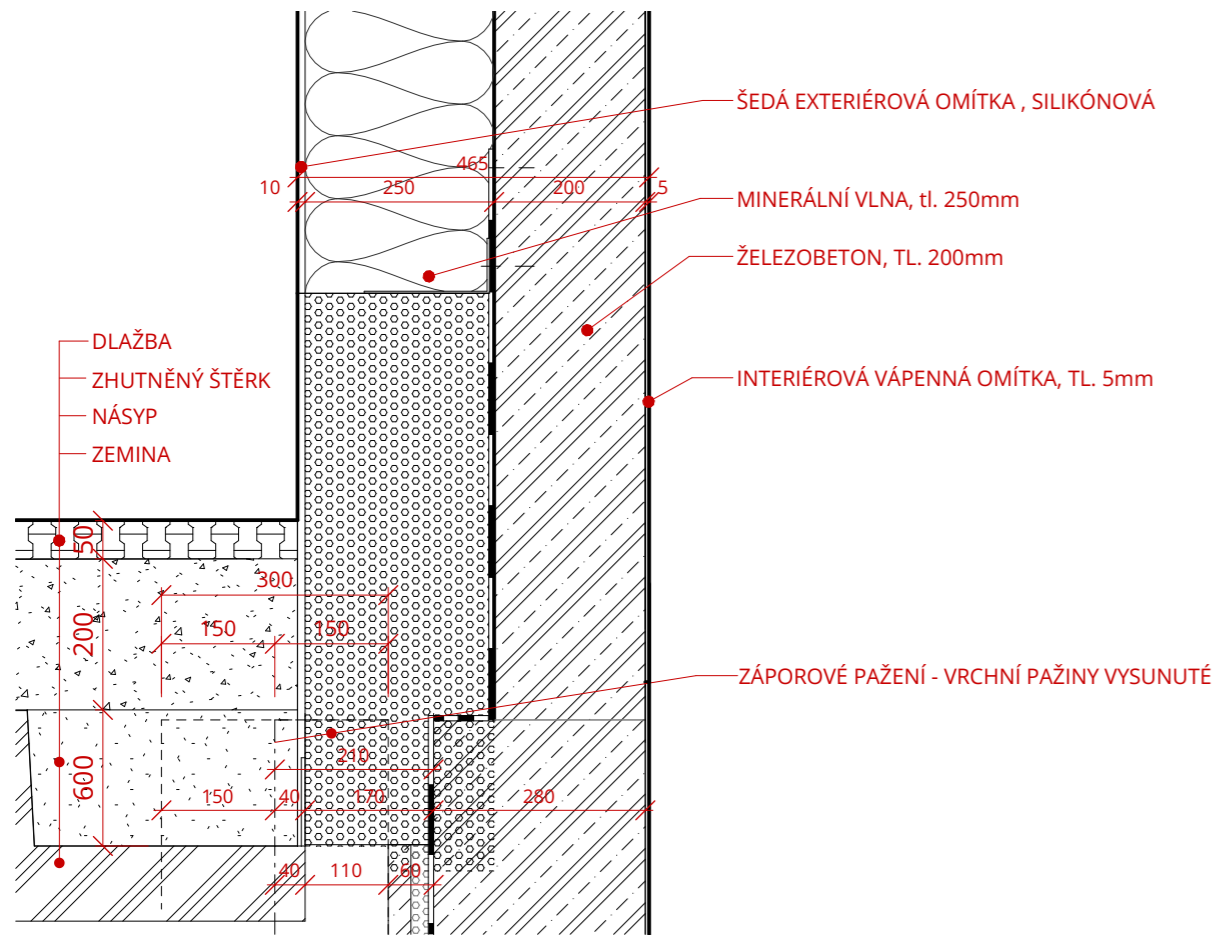 ŠEDÁ EXTERIÉROVÁ OMÍTKA , SILIKÓNOVÁ
465
10 250 200 5
MINERÁLNÍ VLNA, tl. 250mm
ŽELEZOBETON, TL. 200mm
DLAŽBA
ZHUTNĚNÝ ŠTĚRK
NÁSYP
ZEMINA
INTERIÉROVÁ VÁPENNÁ OMÍTKA, TL. 5mm
50
300
200
150 150
ZÁPOROVÉ PAŽENÍ - VRCHNÍ PAŽINY VYSUNUTÉ
210
600
150 40 170 280
40 110 60